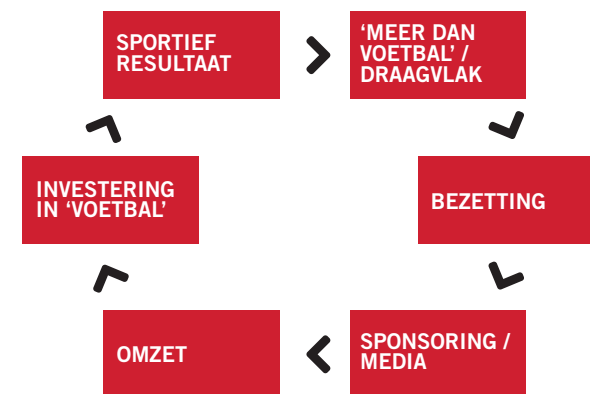 SPORTIEF
RESULTAAT
‘MEER DAN
VOETBAL’ /
DRAAGVLAK
INVESTERING
IN ‘VOETBAL’
BEZETTING
OMZET
SPONSORING /
MEDIA